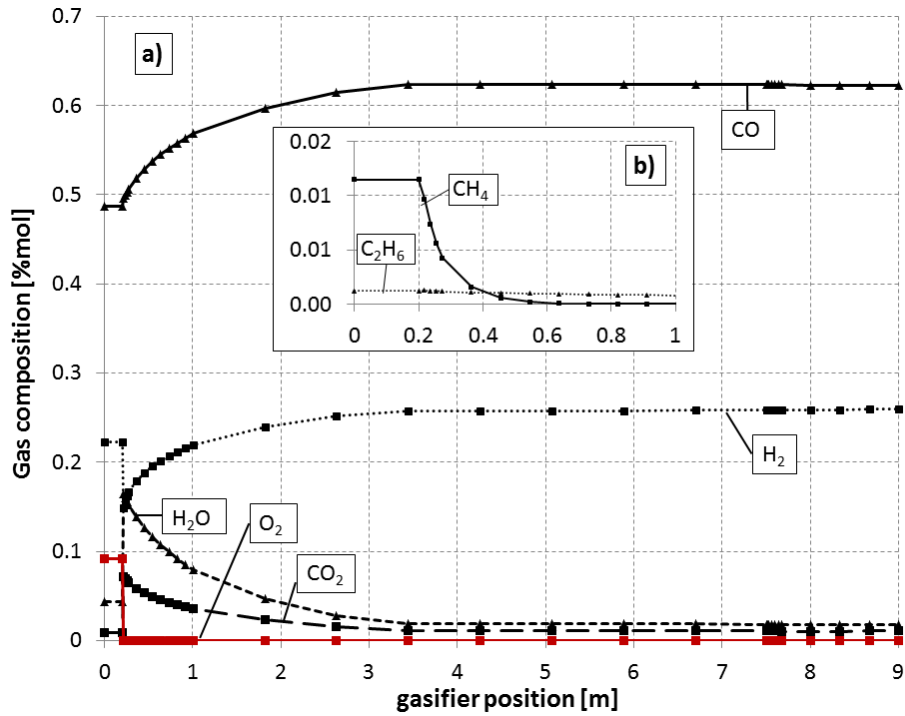 0.7
a)
0.6
CO
0.02
b)
0.01
CH4
0.01
C2H6
0.00
0 0.2 0.4 0.6 0.8 1
0.5
0.4
0.3
H2
0.2
H2O
O2
0.1
CO2
0
0 1 2 3 4 5 6 7 8 9
Gas composition [%mol]
gasifier position [m]